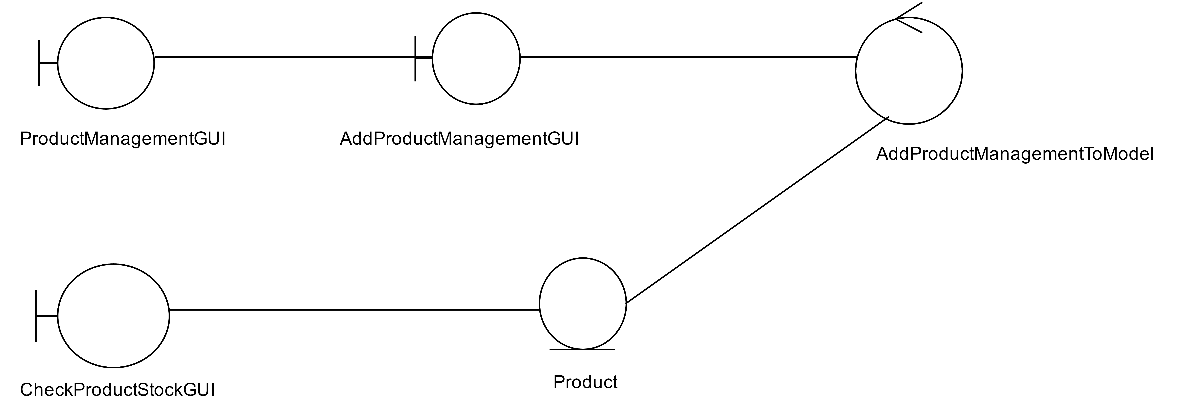 ProductManagementGUI
AddProductManagementGUI
AddProductManagementToModel
CheckProductStockGUI
Product